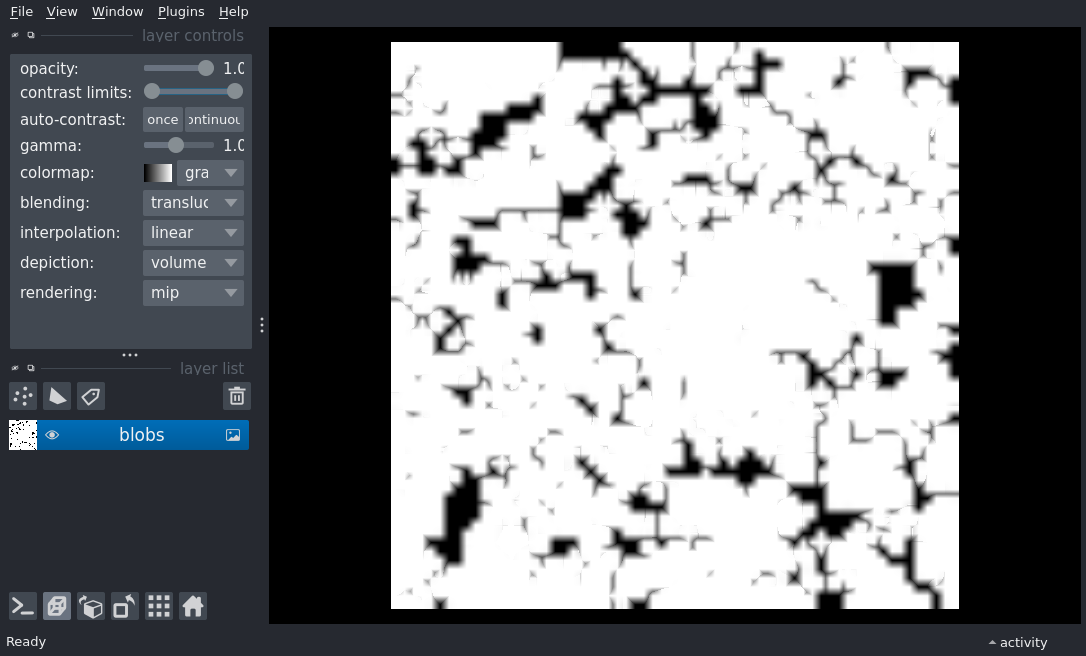 File View Window Plugins Help
layer controls
opacity: 1.0
contrast limits:
auto-contrast: once ontinuou
gamma: 1.0
colormap: gra
blending: transluc
interpolation: linear
depiction: volume
rendering: mip
layer list
blobs
Ready
activity